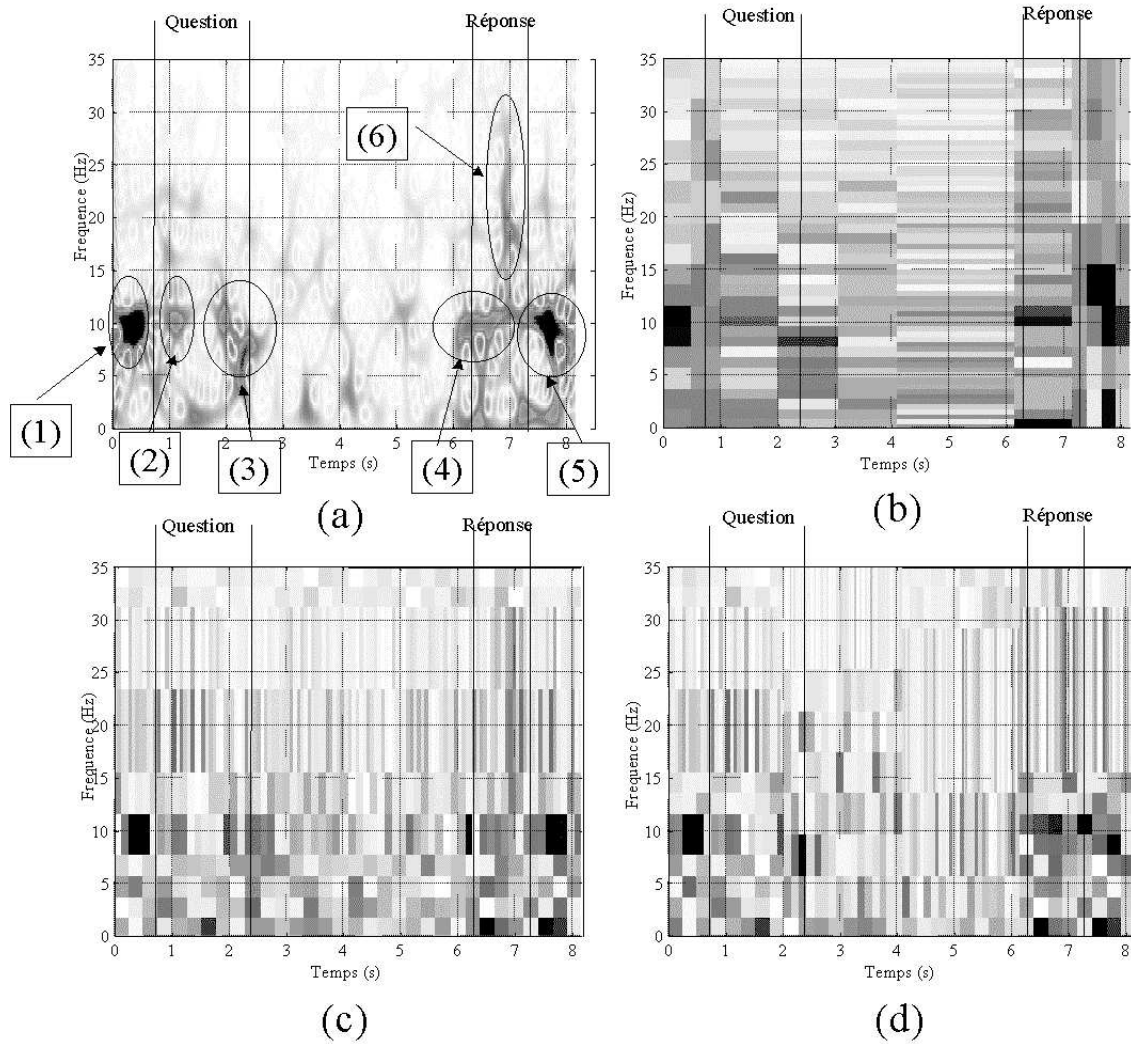 Question Réponse
35
30
25
20
15
10
5
0
Frequence (Hz)
0 1 2 3 4 5 6 7 8
Temps (s)
(1)
(2)
(3)
(4)
(5)
(6)
(a)
Question Réponse
35
30
25
20
15
10
5
0
Frequence (Hz)
0 1 2 3 4 5 6 7 8
Temps (s)
(b)
Question Réponse
35
30
25
20
15
10
5
0
Frequence (Hz)
0 1 2 3 4 5 6 7 8
Temps (s)
(c)
Question Réponse
35
30
25
20
15
10
5
0
Frequence (Hz)
0 1 2 3 4 5 6 7 8
Temps (s)
(d)